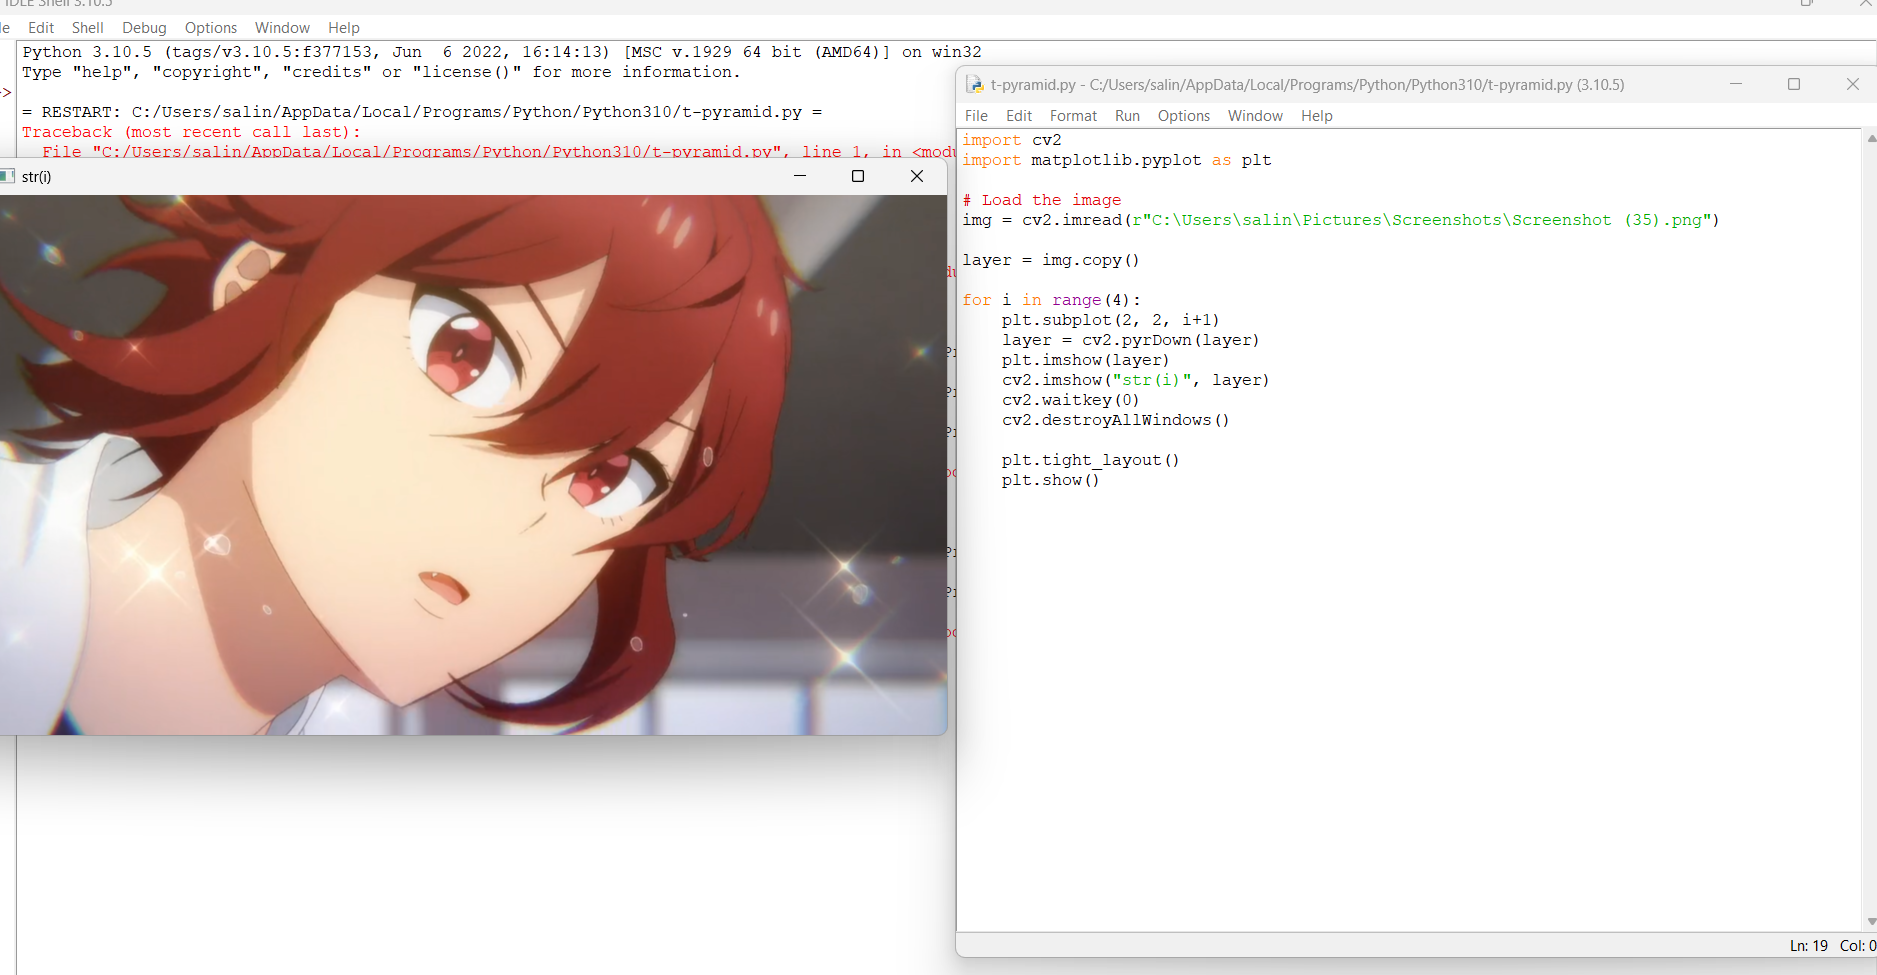 IDLE Shell 3.10.5
Edit Shell Debug Options Window Help
Python 3.10.5 (tags/v3.10.5:f377153, Jun  6 2022, 16:14:13) [MSC v.1929 64 bit (AMD64)] on win32
Type "help", "copyright", "credits" or "license()" for more information.
= RESTART: C:/Users/salin/AppData/Local/Programs/Python/Python310/t-pyramid.py =
Traceback (most recent call last):
  File "C:/Users/salin/AppData/Local/Programs/Python/Python310/t-pyramid.py", line 1, in
str(i)
t-pyramid.py - C:/Users/salin/AppData/Local/Programs/Python/Python310/t-pyramid.py (3.10.5)
File Edit Format Run Options Window Help
import cv2
import matplotlib.pyplot as plt
# Load the image
img = cv2.imread(r"C:\Users\salin\Pictures\Screenshots\Screenshot (35).png")
layer = img.copy()
for i in range(4):
    plt.subplot(2, 2, i+1)
    layer = cv2.pyrDown(layer)
    plt.imshow(layer)
    cv2.imshow("str(i)", layer)
    cv2.waitkey(0)
    cv2.destroyAllWindows()
    plt.tight_layout()
    plt.show()
Ln: 19 Col: 0